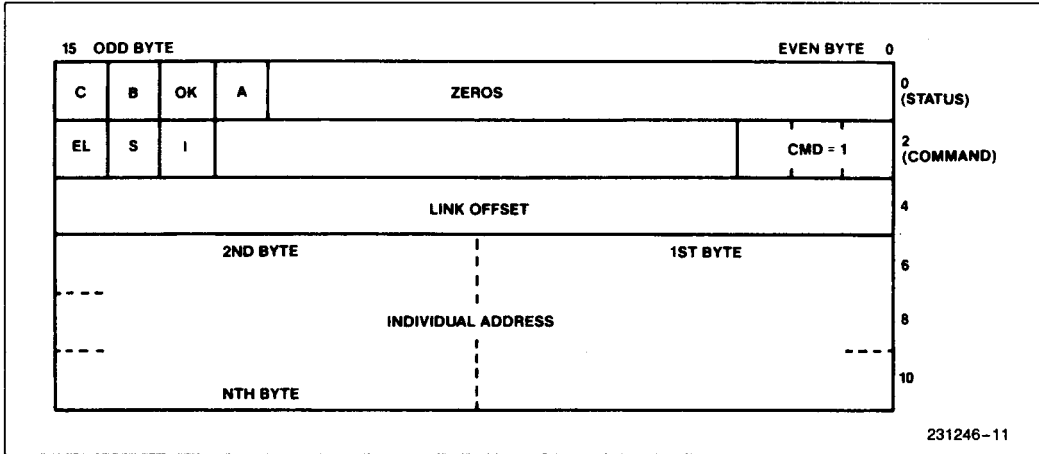 15 ODD BYTE EVEN BYTE 0
C B OK A ZEROS 0
(STATUS)
EL S I CMD = 1 2
(COMMAND)
LINK OFFSET 4
2ND BYTE 1ST BYTE 6
INDIVIDUAL ADDRESS 8
NTH BYTE 10
231246-11